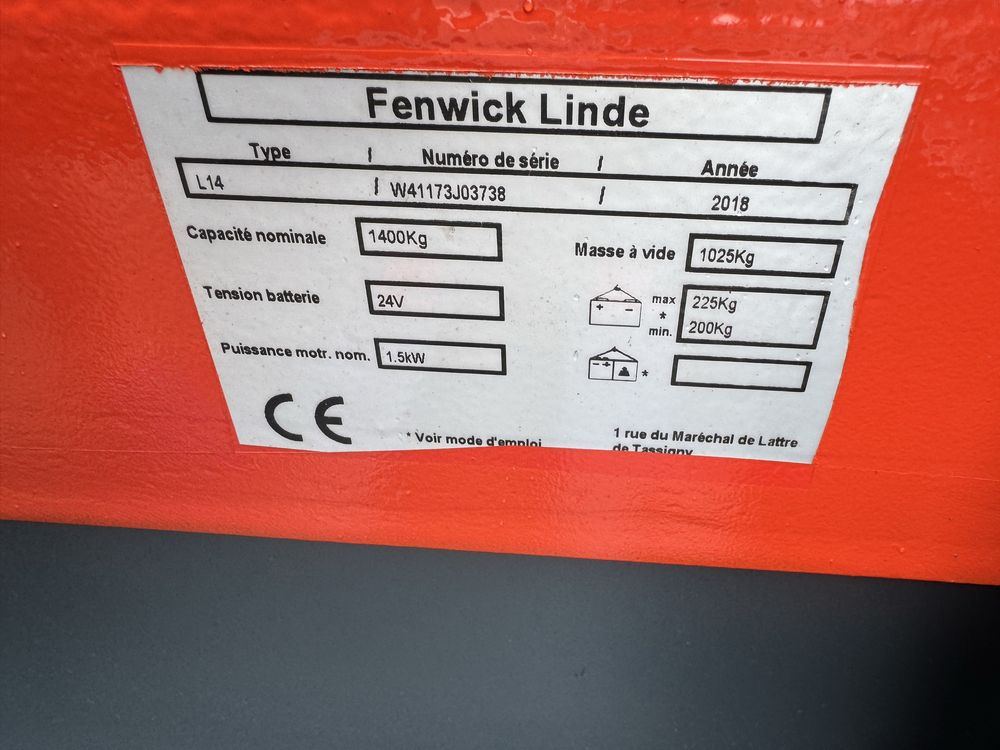 Fenwick Linde
Type / Numéro de série / Année
L14 / W41173J03738 / 2018
Capacité nominale 1400Kg
Masse à vide 1025Kg
Tension batterie 24V
+ - max 225Kg
*
min. 200Kg
Puissance motr. nom. 1.5kW
- + *
CE
* Voir mode d'emploi
1 rue du Maréchal de Lattre
de Tassigny